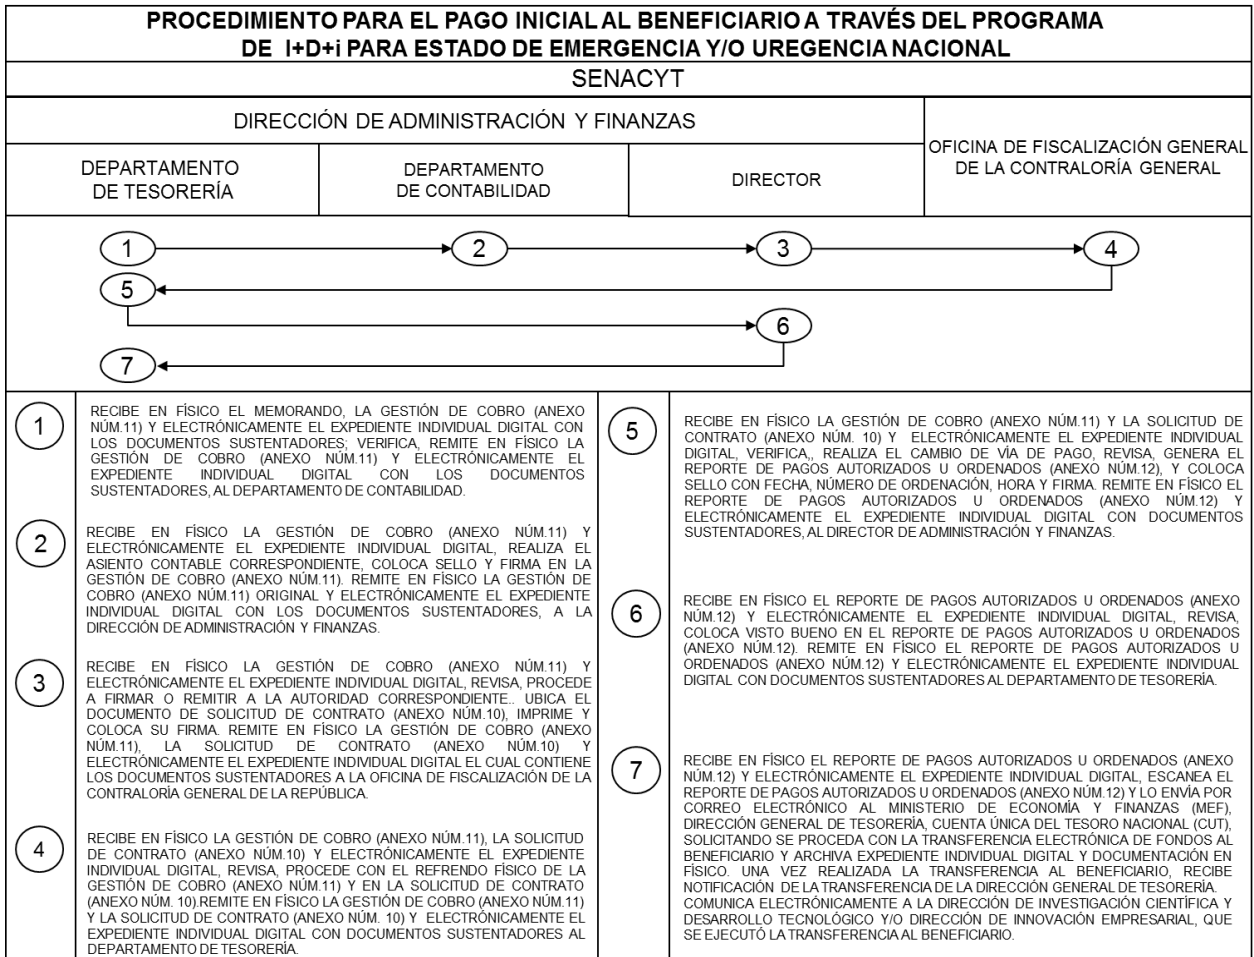 PROCEDIMIENTO PARA EL PAGO INICIAL AL BENEFICIARIO A TRAVÉS DEL PROGRAMA
DE I+D+i PARA ESTADO DE EMERGENCIA Y/O UREGENCIA NACIONAL
SENACYT
DIRECCIÓN DE ADMINISTRACIÓN Y FINANZAS
OFICINA DE FISCALIZACIÓN GENERAL
DE LA CONTRALORÍA GENERAL
DEPARTAMENTO
DE TESORERÍA
DEPARTAMENTO
DE CONTABILIDAD
DIRECTOR
1
2
3
4
5
6
7
1
RECIBE EN FÍSICO EL MEMORANDO, LA GESTIÓN DE COBRO (ANEXO
NÚM.11) Y ELECTRÓNICAMENTE EL EXPEDIENTE INDIVIDUAL DIGITAL CON
LOS DOCUMENTOS SUSTENTADORES; VERIFICA, REMITE EN FÍSICO LA
GESTIÓN DE COBRO (ANEXO NÚM.11) Y ELECTRÓNICAMENTE EL
EXPEDIENTE INDIVIDUAL DIGITAL CON LOS DOCUMENTOS
SUSTENTADORES, AL DEPARTAMENTO DE CONTABILIDAD.
2
RECIBE EN FÍSICO LA GESTIÓN DE COBRO (ANEXO NÚM.11) Y
ELECTRÓNICAMENTE EL EXPEDIENTE INDIVIDUAL DIGITAL, REALIZA EL
ASIENTO CONTABLE CORRESPONDIENTE, COLOCA SELLO Y FIRMA EN LA
GESTIÓN DE COBRO (ANEXO NÚM.11). REMITE EN FÍSICO LA GESTIÓN DE
COBRO (ANEXO NÚM.11) ORIGINAL Y ELECTRÓNICAMENTE EL EXPEDIENTE
INDIVIDUAL DIGITAL CON LOS DOCUMENTOS SUSTENTADORES, A LA
DIRECCIÓN DE ADMINISTRACIÓN Y FINANZAS.
3
RECIBE EN FÍSICO LA GESTIÓN DE COBRO (ANEXO NÚM.11) Y
ELECTRÓNICAMENTE EL EXPEDIENTE INDIVIDUAL DIGITAL, REVISA, PROCEDE
A FIRMAR O REMITIR A LA AUTORIDAD CORRESPONDIENTE.. UBICA EL
DOCUMENTO DE SOLICITUD DE CONTRATO (ANEXO NÚM.10), IMPRIME Y
COLOCA SU FIRMA. REMITE EN FÍSICO LA GESTIÓN DE COBRO (ANEXO
NÚM.11), LA SOLICITUD DE CONTRATO (ANEXO NÚM.10) Y
ELECTRÓNICAMENTE EL EXPEDIENTE INDIVIDUAL DIGITAL EL CUAL CONTIENE
LOS DOCUMENTOS SUSTENTADORES A LA OFICINA DE FISCALIZACIÓN DE LA
CONTRALORÍA GENERAL DE LA REPÚBLICA.
4
RECIBE EN FÍSICO LA GESTIÓN DE COBRO (ANEXO NÚM.11), LA SOLICITUD
DE CONTRATO (ANEXO NÚM.10) Y ELECTRÓNICAMENTE EL EXPEDIENTE
INDIVIDUAL DIGITAL, REVISA, PROCEDE CON EL REFRENDO FÍSICO DE LA
GESTIÓN DE COBRO (ANEXO NÚM.11) Y EN LA SOLICITUD DE CONTRATO
(ANEXO NÚM. 10).REMITE EN FÍSICO LA GESTIÓN DE COBRO (ANEXO NÚM.11)
Y LA SOLICITUD DE CONTRATO (ANEXO NÚM. 10) Y ELECTRÓNICAMENTE EL
EXPEDIENTE INDIVIDUAL DIGITAL CON DOCUMENTOS SUSTENTADORES AL
DEPARTAMENTO DE TESORERÍA.
5
RECIBE EN FÍSICO LA GESTIÓN DE COBRO (ANEXO NÚM.11) Y LA SOLICITUD DE
CONTRATO (ANEXO NÚM. 10) Y ELECTRÓNICAMENTE EL EXPEDIENTE INDIVIDUAL
DIGITAL, VERIFICA,, REALIZA EL CAMBIO DE VÍA DE PAGO, REVISA, GENERA EL
REPORTE DE PAGOS AUTORIZADOS U ORDENADOS (ANEXO NÚM.12), Y COLOCA
SELLO CON FECHA, NÚMERO DE ORDENACIÓN, HORA Y FIRMA. REMITE EN FÍSICO EL
REPORTE DE PAGOS AUTORIZADOS U ORDENADOS (ANEXO NÚM.12) Y
ELECTRÓNICAMENTE EL EXPEDIENTE INDIVIDUAL DIGITAL CON DOCUMENTOS
SUSTENTADORES, AL DIRECTOR DE ADMINISTRACIÓN Y FINANZAS.
6
RECIBE EN FÍSICO EL REPORTE DE PAGOS AUTORIZADOS U ORDENADOS (ANEXO
NÚM.12) Y ELECTRÓNICAMENTE EL EXPEDIENTE INDIVIDUAL DIGITAL, REVISA,
COLOCA VISTO BUENO EN EL REPORTE DE PAGOS AUTORIZADOS U ORDENADOS
(ANEXO NÚM.12). REMITE EN FÍSICO EL REPORTE DE PAGOS AUTORIZADOS U
ORDENADOS (ANEXO NÚM.12) Y ELECTRÓNICAMENTE EL EXPEDIENTE INDIVIDUAL
DIGITAL CON DOCUMENTOS SUSTENTADORES AL DEPARTAMENTO DE TESORERÍA.
7
RECIBE EN FÍSICO EL REPORTE DE PAGOS AUTORIZADOS U ORDENADOS (ANEXO
NÚM.12) Y ELECTRÓNICAMENTE EL EXPEDIENTE INDIVIDUAL DIGITAL, ESCANEA EL
REPORTE DE PAGOS AUTORIZADOS U ORDENADOS (ANEXO NÚM.12) Y LO ENVÍA POR
CORREO ELECTRÓNICO AL MINISTERIO DE ECONOMÍA Y FINANZAS (MEF),
DIRECCIÓN GENERAL DE TESORERÍA, CUENTA ÚNICA DEL TESORO NACIONAL (CUT),
SOLICITANDO SE PROCEDA CON LA TRANSFERENCIA ELECTRÓNICA DE FONDOS AL
BENEFICIARIO Y ARCHIVA EXPEDIENTE INDIVIDUAL DIGITAL Y DOCUMENTACIÓN EN
FÍSICO. UNA VEZ REALIZADA LA TRANSFERENCIA AL BENEFICIARIO, RECIBE
NOTIFICACIÓN DE LA TRANSFERENCIA DE LA DIRECCIÓN GENERAL DE TESORERÍA.
COMUNICA ELECTRÓNICAMENTE A LA DIRECCIÓN DE INVESTIGACIÓN CIENTÍFICA Y
DESARROLLO TECNOLÓGICO Y/O DIRECCIÓN DE INNOVACIÓN EMPRESARIAL, QUE
SE EJECUTÓ LA TRANSFERENCIA AL BENEFICIARIO.